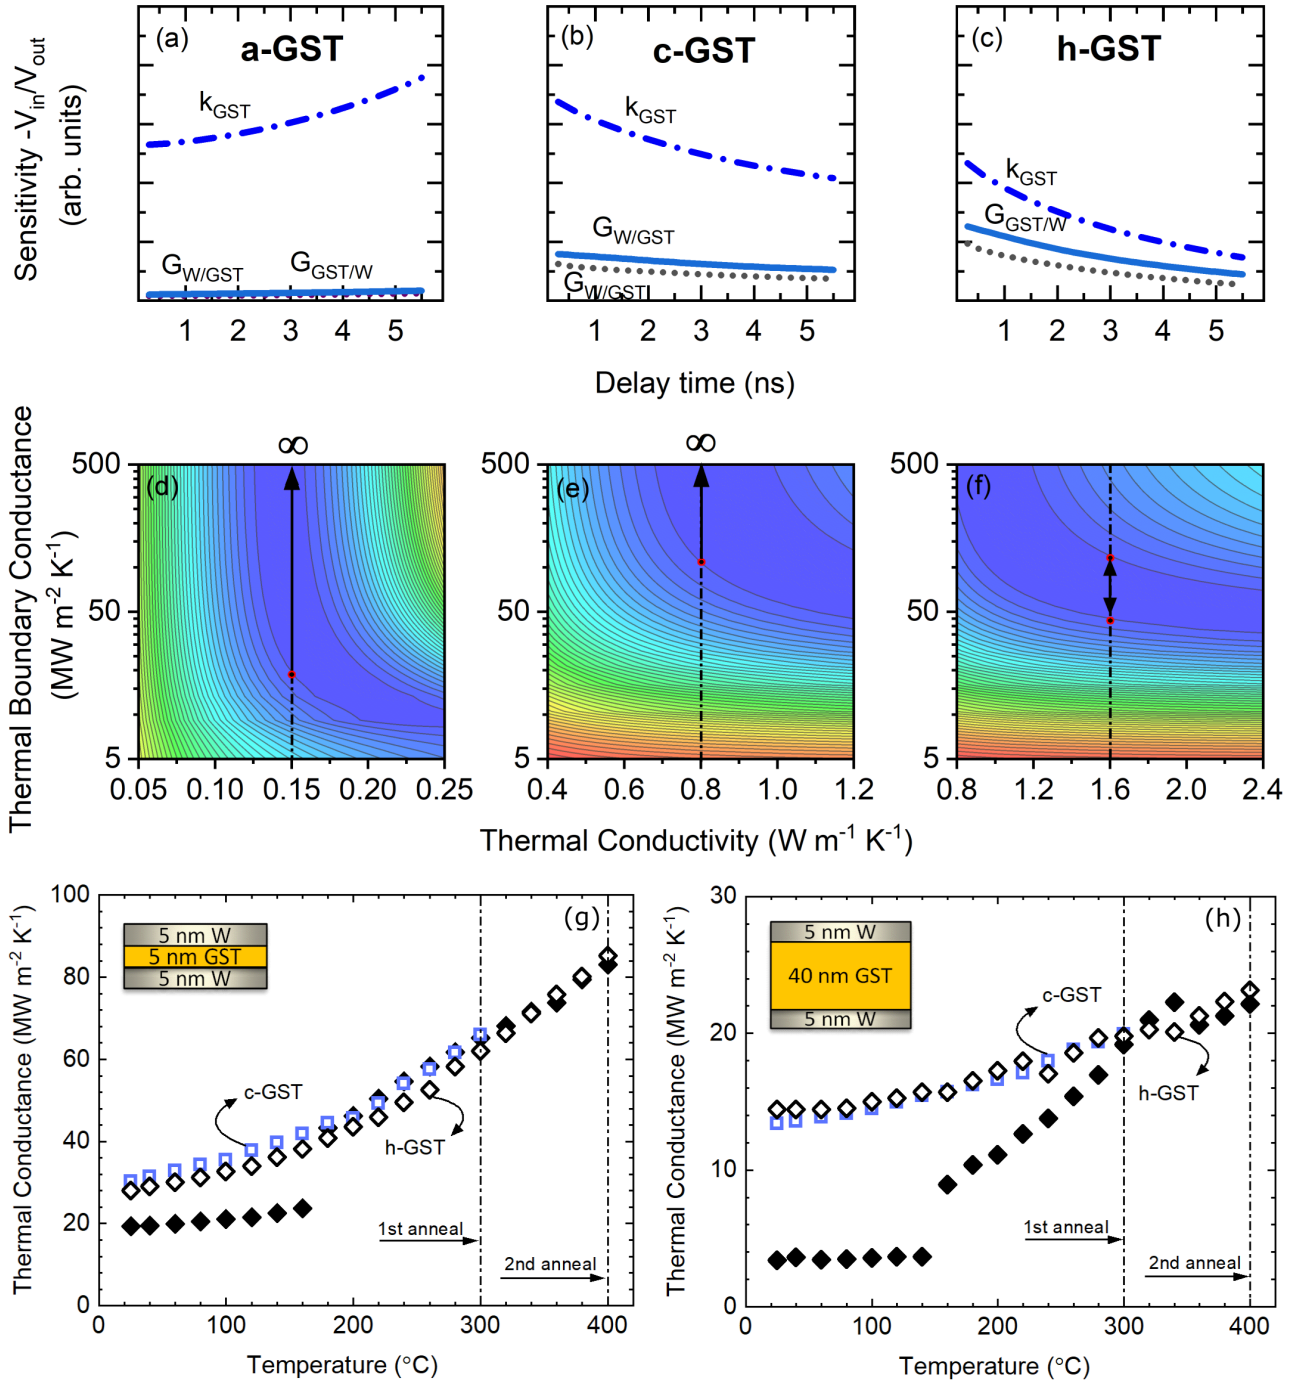 Sensitivity -V_in/V_out
(arb. units)
(a)
a-GST
k_GST
G_W/GST
G_GST/W
1 2 3 4 5
(b)
c-GST
k_GST
G_W/GST
G_W/GST
1 2 3 4 5
(c)
h-GST
k_GST
G_GST/W
1 2 3 4 5
Delay time (ns)
Thermal Boundary Conductance
(MW m⁻² K⁻¹)
∞
500
50
5
(d)
0.05 0.10 0.15 0.20 0.25
∞
500
50
5
(e)
0.4 0.6 0.8 1.0 1.2
500
50
5
(f)
0.8 1.2 1.6 2.0 2.4
Thermal Conductivity (W m⁻¹ K⁻¹)
Thermal Conductance (MW m⁻² K⁻¹)
100
80
60
40
20
0
(g)
5 nm W
5 nm GST
5 nm W
c-GST
h-GST
1st anneal
2nd anneal
0 100 200 300 400
Temperature (°C)
Thermal Conductance (MW m⁻² K⁻¹)
30
20
10
0
(h)
5 nm W
40 nm GST
5 nm W
c-GST
h-GST
1st anneal
2nd anneal
0 100 200 300 400
Temperature (°C)